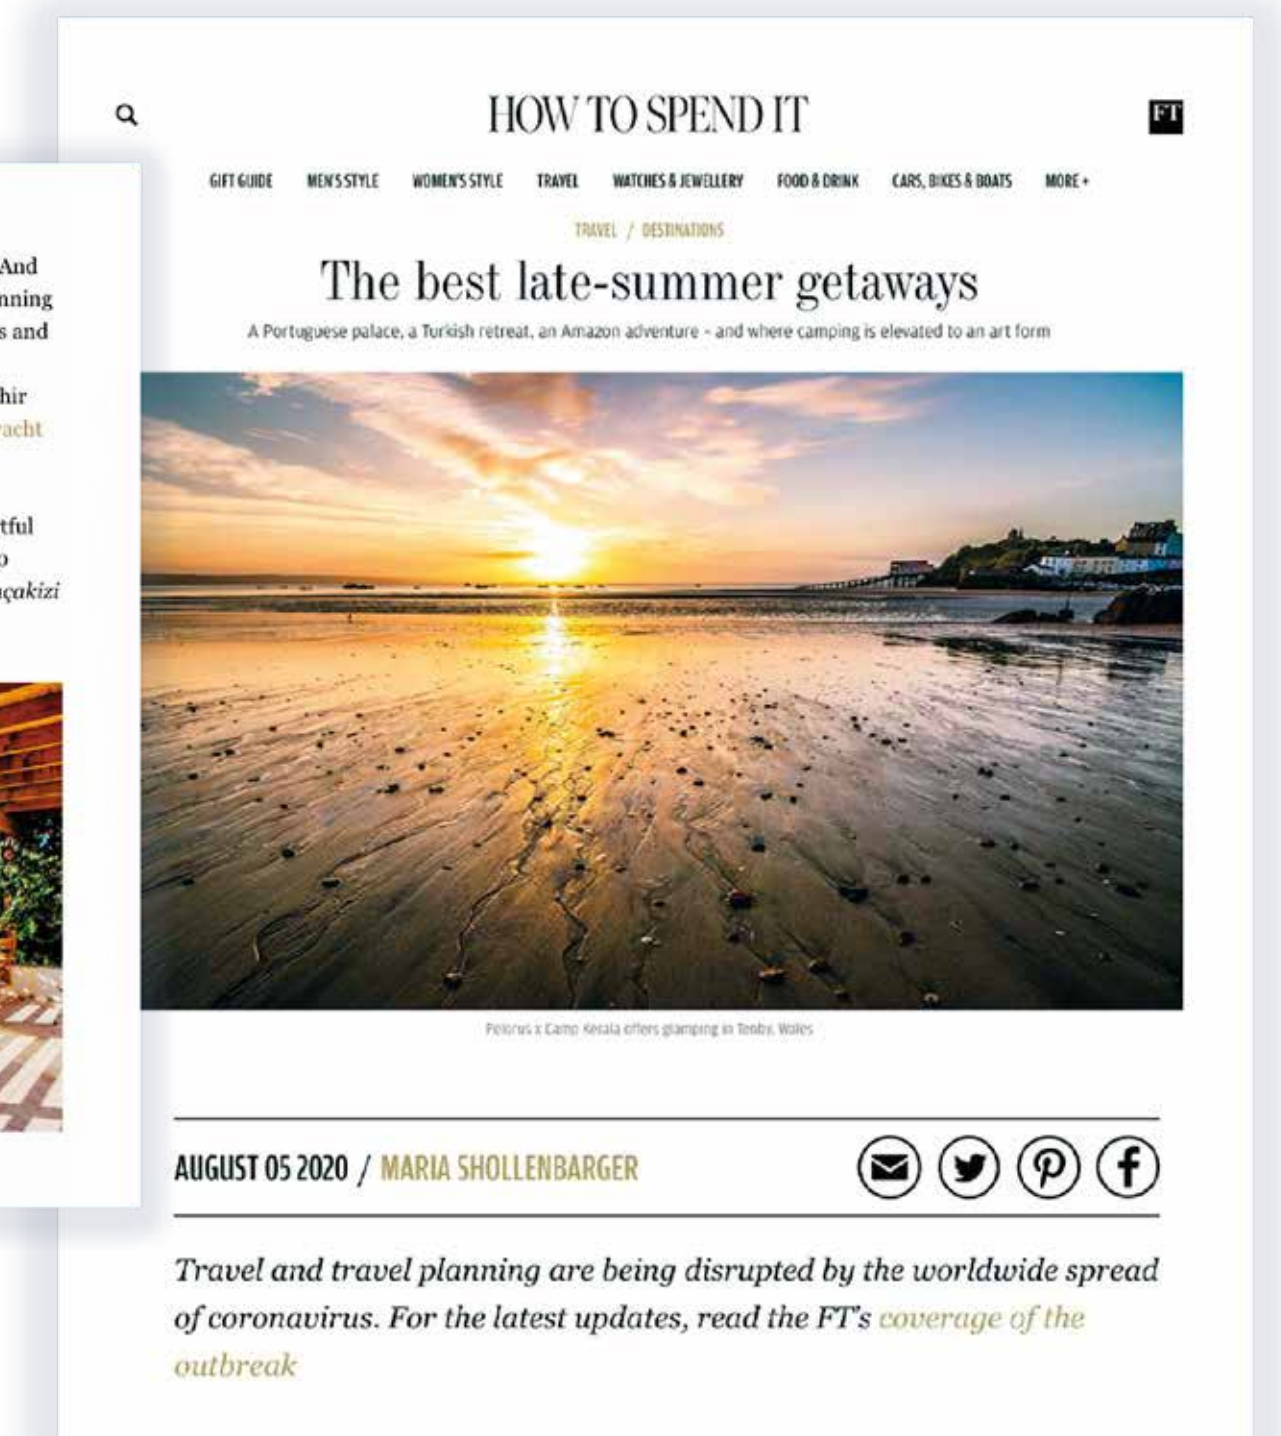 HOW TO SPEND IT
FT
GIFT GUIDE MEN'S STYLE WOMEN'S STYLE TRAVEL WATCHES & JEWELLERY FOOD & DRINK CARS, BIKES & BOATS MORE +
TRAVEL / DESTINATIONS
The best late-summer getaways
A Portuguese palace, a Turkish retreat, an Amazon adventure - and where camping is elevated to an art form
Pelorus x Camp Kerala offers glamping in Tenby, Wales
AUGUST 05 2020 / MARIA SHOLLENBARGER
Travel and travel planning are being disrupted by the worldwide spread
of coronavirus. For the latest updates, read the FT's coverage of the
outbreak
And
nning
s and
hir
acht
tful
çakizi